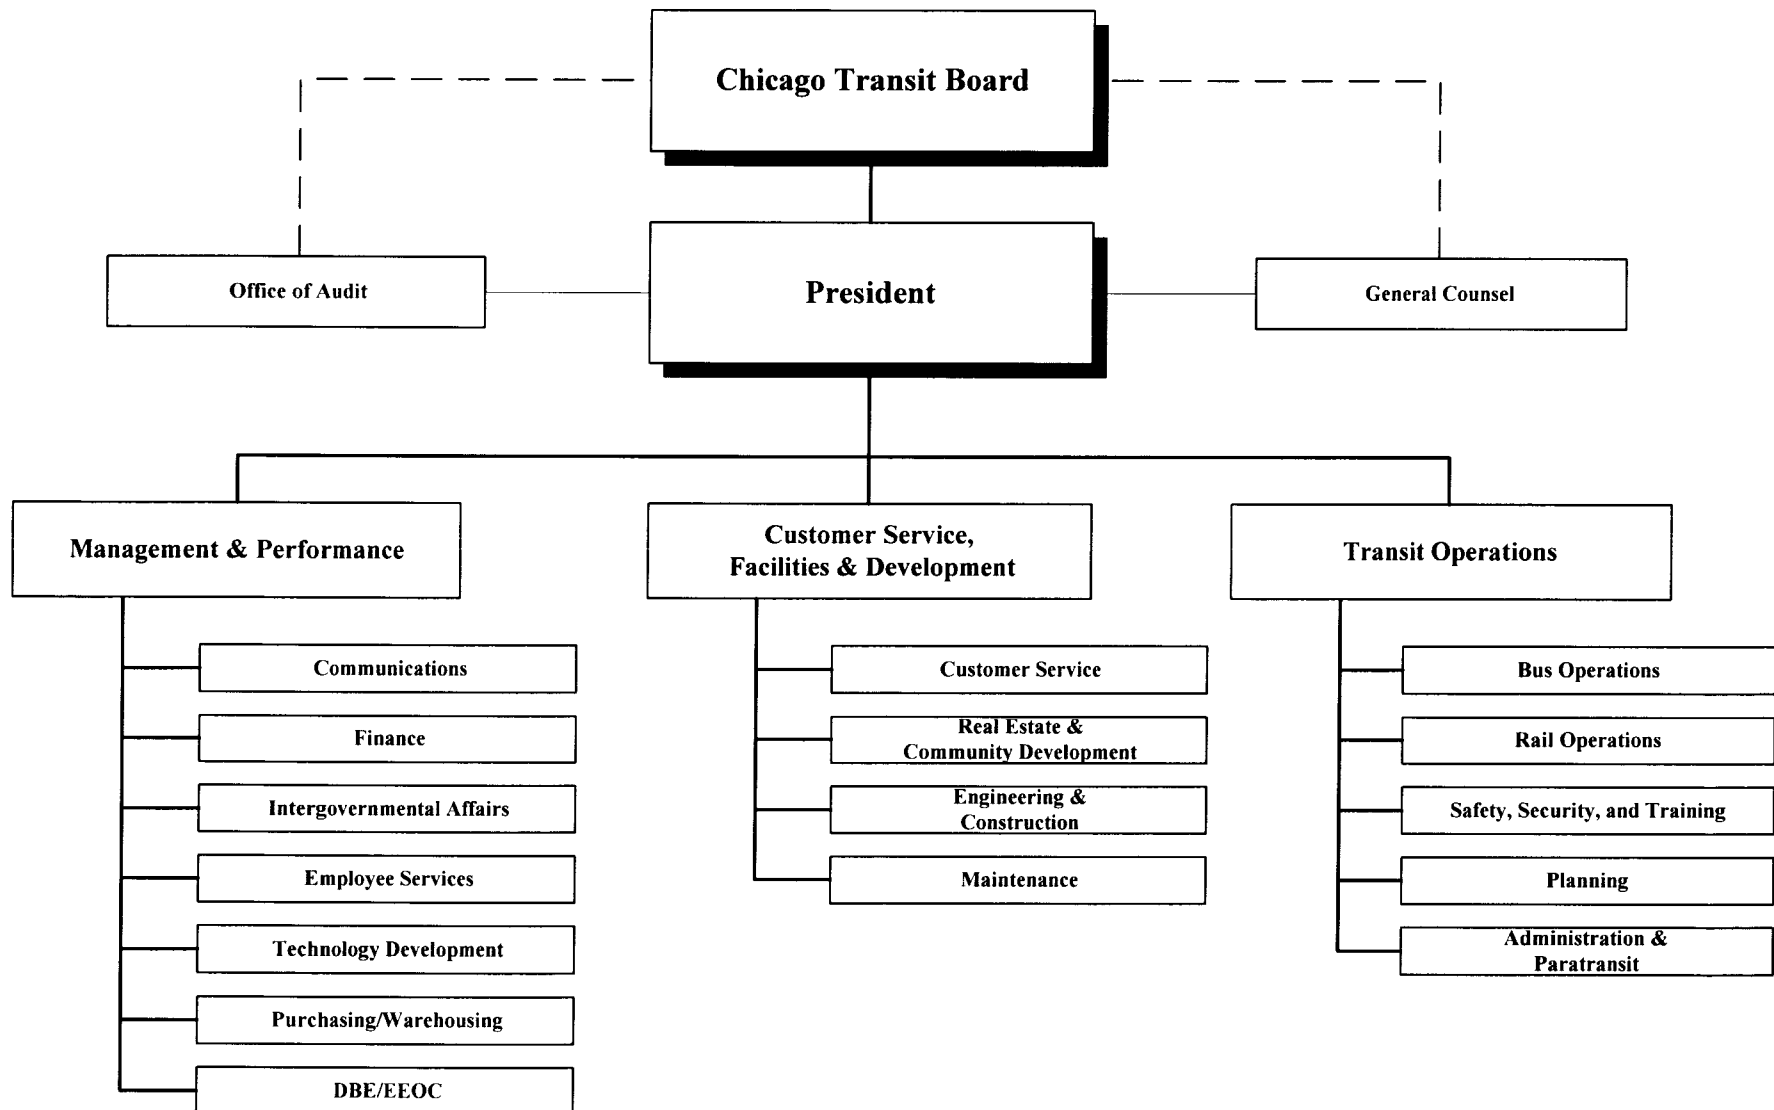 Chicago Transit Board
Office of Audit
President
General Counsel
Management & Performance
Customer Service,
Facilities & Development
Transit Operations
Communications
Finance
Intergovernmental Affairs
Employee Services
Technology Development
Purchasing/Warehousing
DBE/EEOC
Customer Service
Real Estate &
Community Development
Engineering &
Construction
Maintenance
Bus Operations
Rail Operations
Safety, Security, and Training
Planning
Administration &
Paratransit